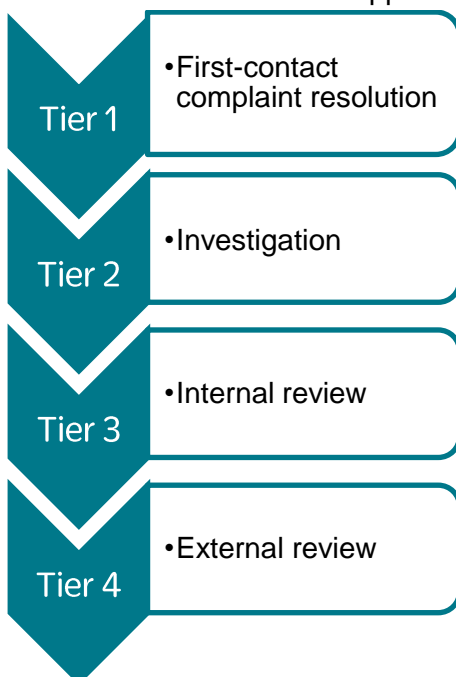 Tier 1
•First-contact
complaint resolution
Tier 2
•Investigation
Tier 3
•Internal review
Tier 4
•External review